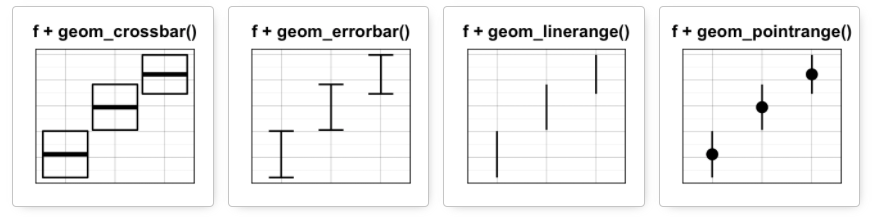 f + geom_crossbar()
f + geom_errorbar()
f + geom_linerange()
f + geom_pointrange()